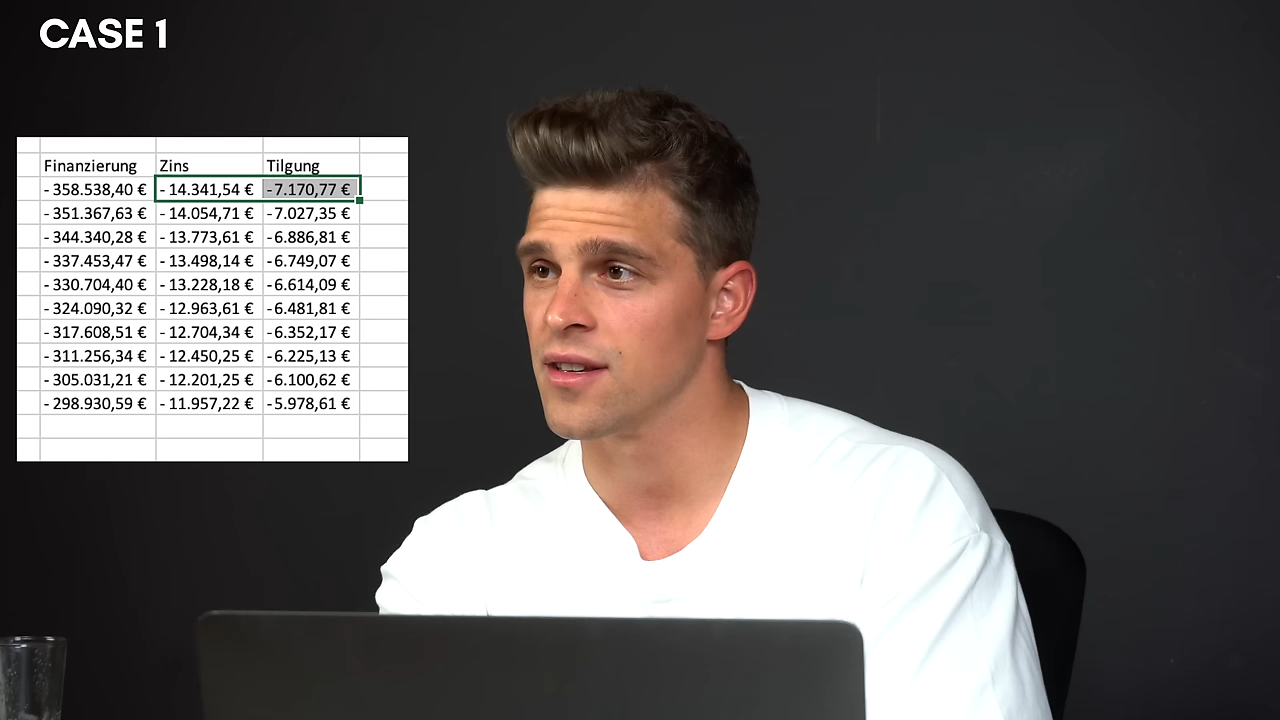 CASE 1
Finanzierung Zins Tilgung
- 358.538,40 € - 14.341,54 € -7.170,77 €
- 351.367,63 € - 14.054,71 € -7.027,35 €
- 344.340,28 € - 13.773,61 € -6.886,81 €
- 337.453,47 € - 13.498,14 € -6.749,07 €
- 330.704,40 € - 13.228,18 € -6.614,09 €
- 324.090,32 € - 12.963,61 € -6.481,81 €
- 317.608,51 € - 12.704,34 € -6.352,17 €
- 311.256,34 € - 12.450,25 € -6.225,13 €
- 305.031,21 € - 12.201,25 € -6.100,62 €
- 298.930,59 € - 11.957,22 € -5.978,61 €